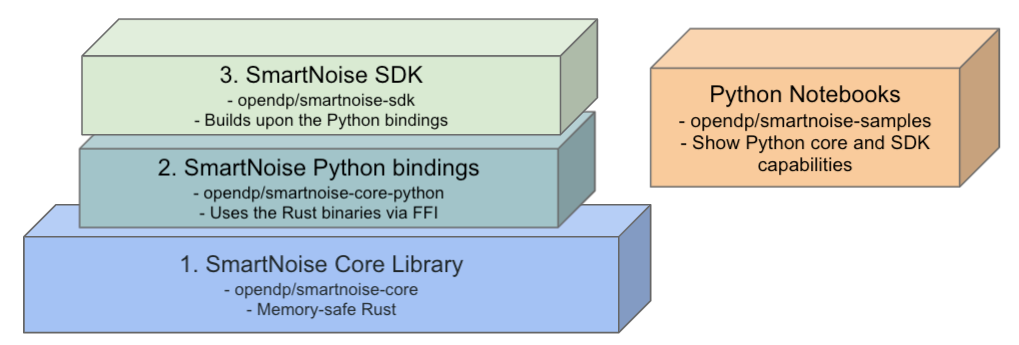 3. SmartNoise SDK
- opendp/smartnoise-sdk
- Builds upon the Python bindings
2. SmartNoise Python bindings
- opendp/smartnoise-core-python
- Uses the Rust binaries via FFI
1. SmartNoise Core Library
- opendp/smartnoise-core
- Memory-safe Rust
Python Notebooks
- opendp/smartnoise-samples
- Show Python core and SDK
capabilities